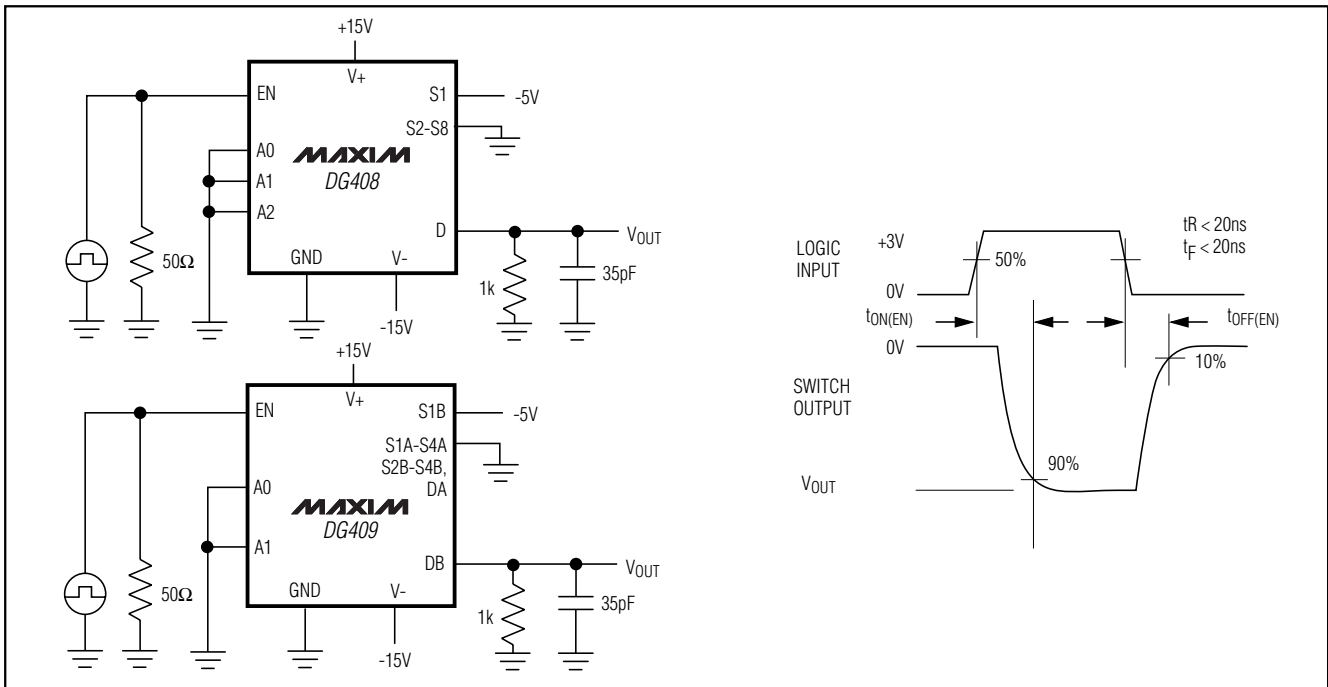 +15V
V+
EN
S1
-5V
S2-S8
A0
MAXIM
A1
DG408
A2
D
VOUT
50Ω
GND
V-
1k
35pF
-15V
+15V
V+
EN
S1B
-5V
S1A-S4A
S2B-S4B,
DA
A0
MAXIM
DG409
A1
DB
VOUT
50Ω
GND
V-
1k
35pF
-15V
LOGIC
INPUT
+3V
50%
0V
tR < 20ns
tF < 20ns
tON(EN)
tOFF(EN)
0V
10%
SWITCH
OUTPUT
90%
VOUT